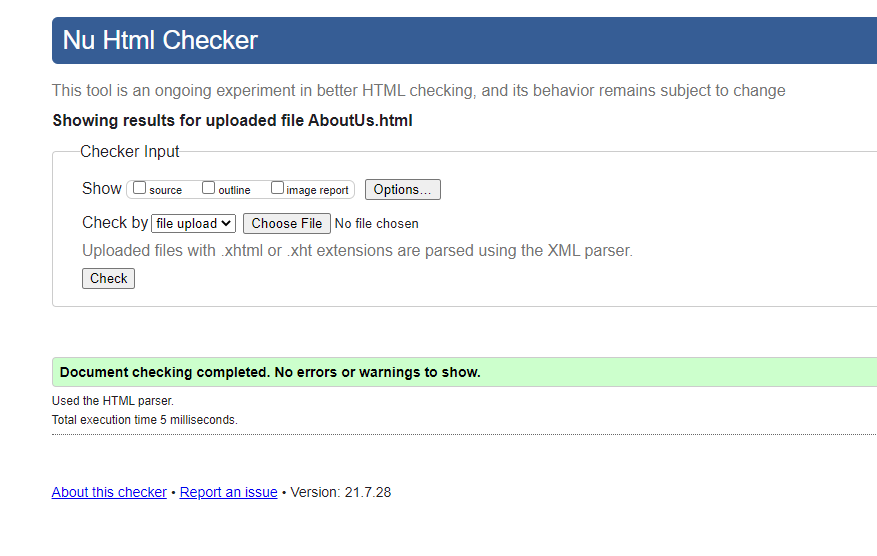 Nu Html Checker
This tool is an ongoing experiment in better HTML checking, and its behavior remains subject to change
Showing results for uploaded file AboutUs.html
Checker Input
Show source outline image report Options...
Check by file upload Choose File No file chosen
Uploaded files with .xhtml or .xht extensions are parsed using the XML parser.
Check
Document checking completed. No errors or warnings to show.
Used the HTML parser.
Total execution time 5 milliseconds.
About this checker • Report an issue • Version: 21.7.28